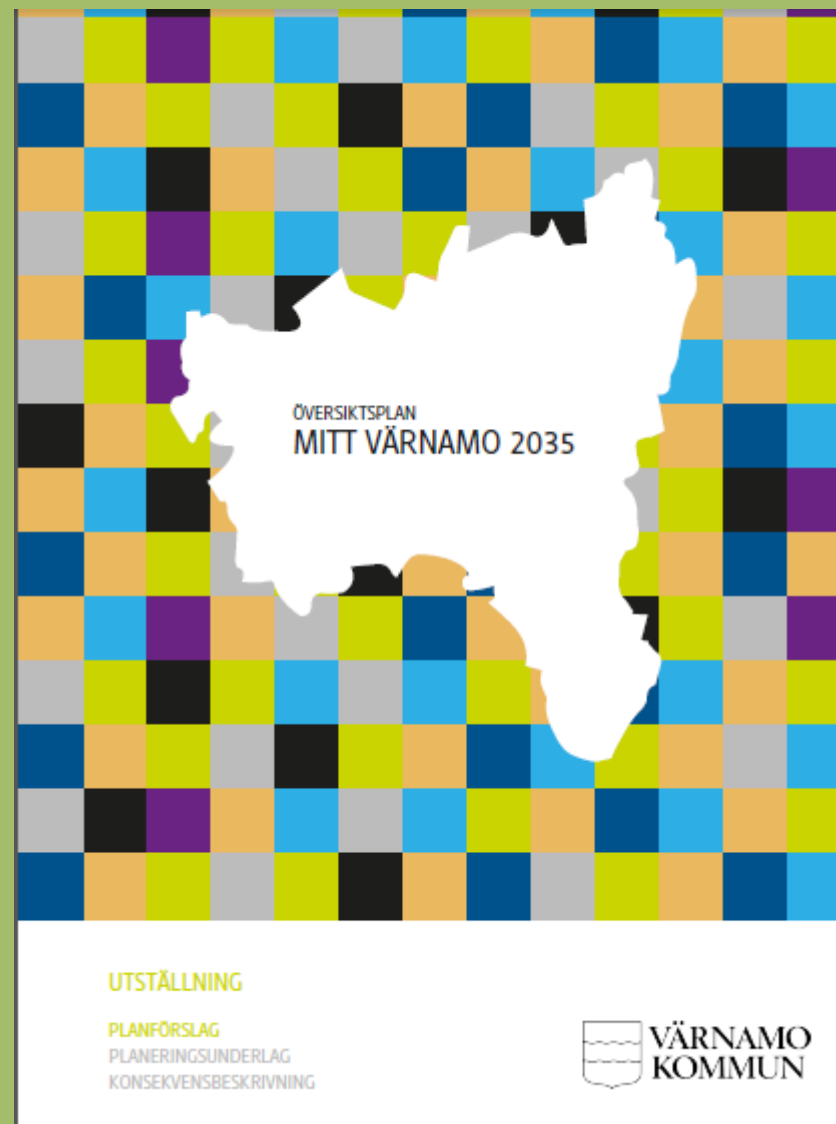 ÖVERSIKTSPLAN
MITT VÄRNAMO 2035
UTSTÄLLNING
PLANFÖRSLAG
PLANERINGSUNDERLAG
KONSEKVENSBESKRIVNING
VÄRNAMO
KOMMUN